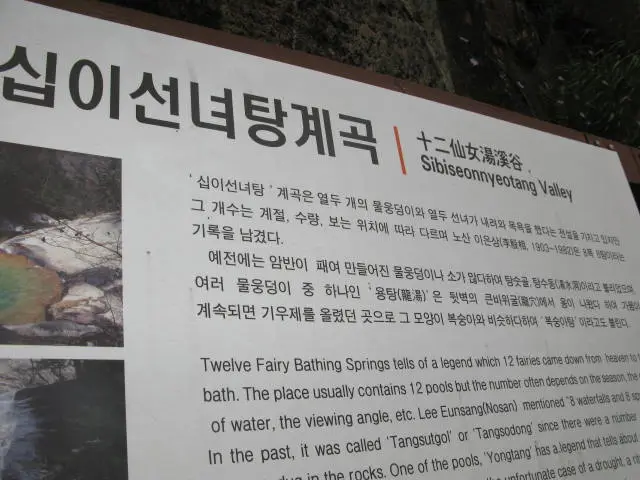 십이선녀탕계곡
十二仙女湯溪谷
Sibiseonnyeotang Valley
'십이선녀탕' 계곡은 열두 개의 물웅덩이와 열두 선녀가 내려와 목욕을 했다는 전설을 가지고 있지만
그 개수는 계절, 수량, 보는 위치에 따라 다르며 노산 이은상(李殷相, 1903~1982)은 8폭 8탕이라는
기록을 남겼다.
예전에는 암반이 패여 만들어진 물웅덩이나 소가 많다하여 탕숫골, 탕수동(湯水洞)이라고 불리었으며,
여러 물웅덩이 중 하나인 '용탕(龍湯)'은 뒷벽의 큰바위굴(龍穴)에서 용이 나왔다 하여 가뭄이
계속되면 기우제를 올렸던 곳으로 그 모양이 복숭아와 비슷하다하여 '복숭아탕'이라고도 불린다.
Twelve Fairy Bathing Springs tells of a legend which 12 fairies came down from heaven to
bath. The place usually contains 12 pools but the number often depends on the season, the
of water, the viewing angle, etc. Lee Eunsang(Nosan) mentioned '8 waterfalls and 8
In the past, it was called 'Tangsutgol' or 'Tangsodong' since there were a number
in the rocks. One of the pools, 'Yongtang' has a legend that tells about
the unfortunate case of a drought, a